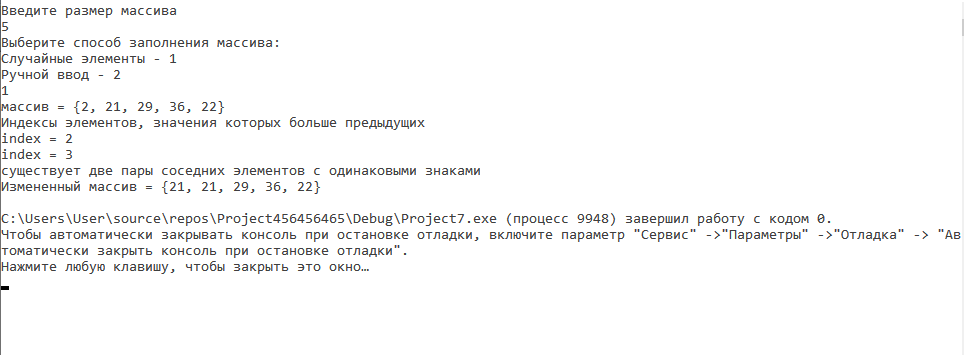 Введите размер массива
5
Выберите способ заполнения массива:
Случайные элементы - 1
Ручной ввод - 2
1
массив = {2, 21, 29, 36, 22}
Индексы элементов, значения которых больше предыдущих
index = 2
index = 3
существует две пары соседних элементов с одинаковыми знаками
Измененный массив = {21, 21, 29, 36, 22}
C:\Users\User\source\repos\Project456456465\Debug\Project7.exe (процесс 9948) завершил работу с кодом 0.
Чтобы автоматически закрывать консоль при остановке отладки, включите параметр "Сервис" ->"Параметры" ->"Отладка" -> "Ав
томатически закрыть консоль при остановке отладки".
Нажмите любую клавишу, чтобы закрыть это окно…